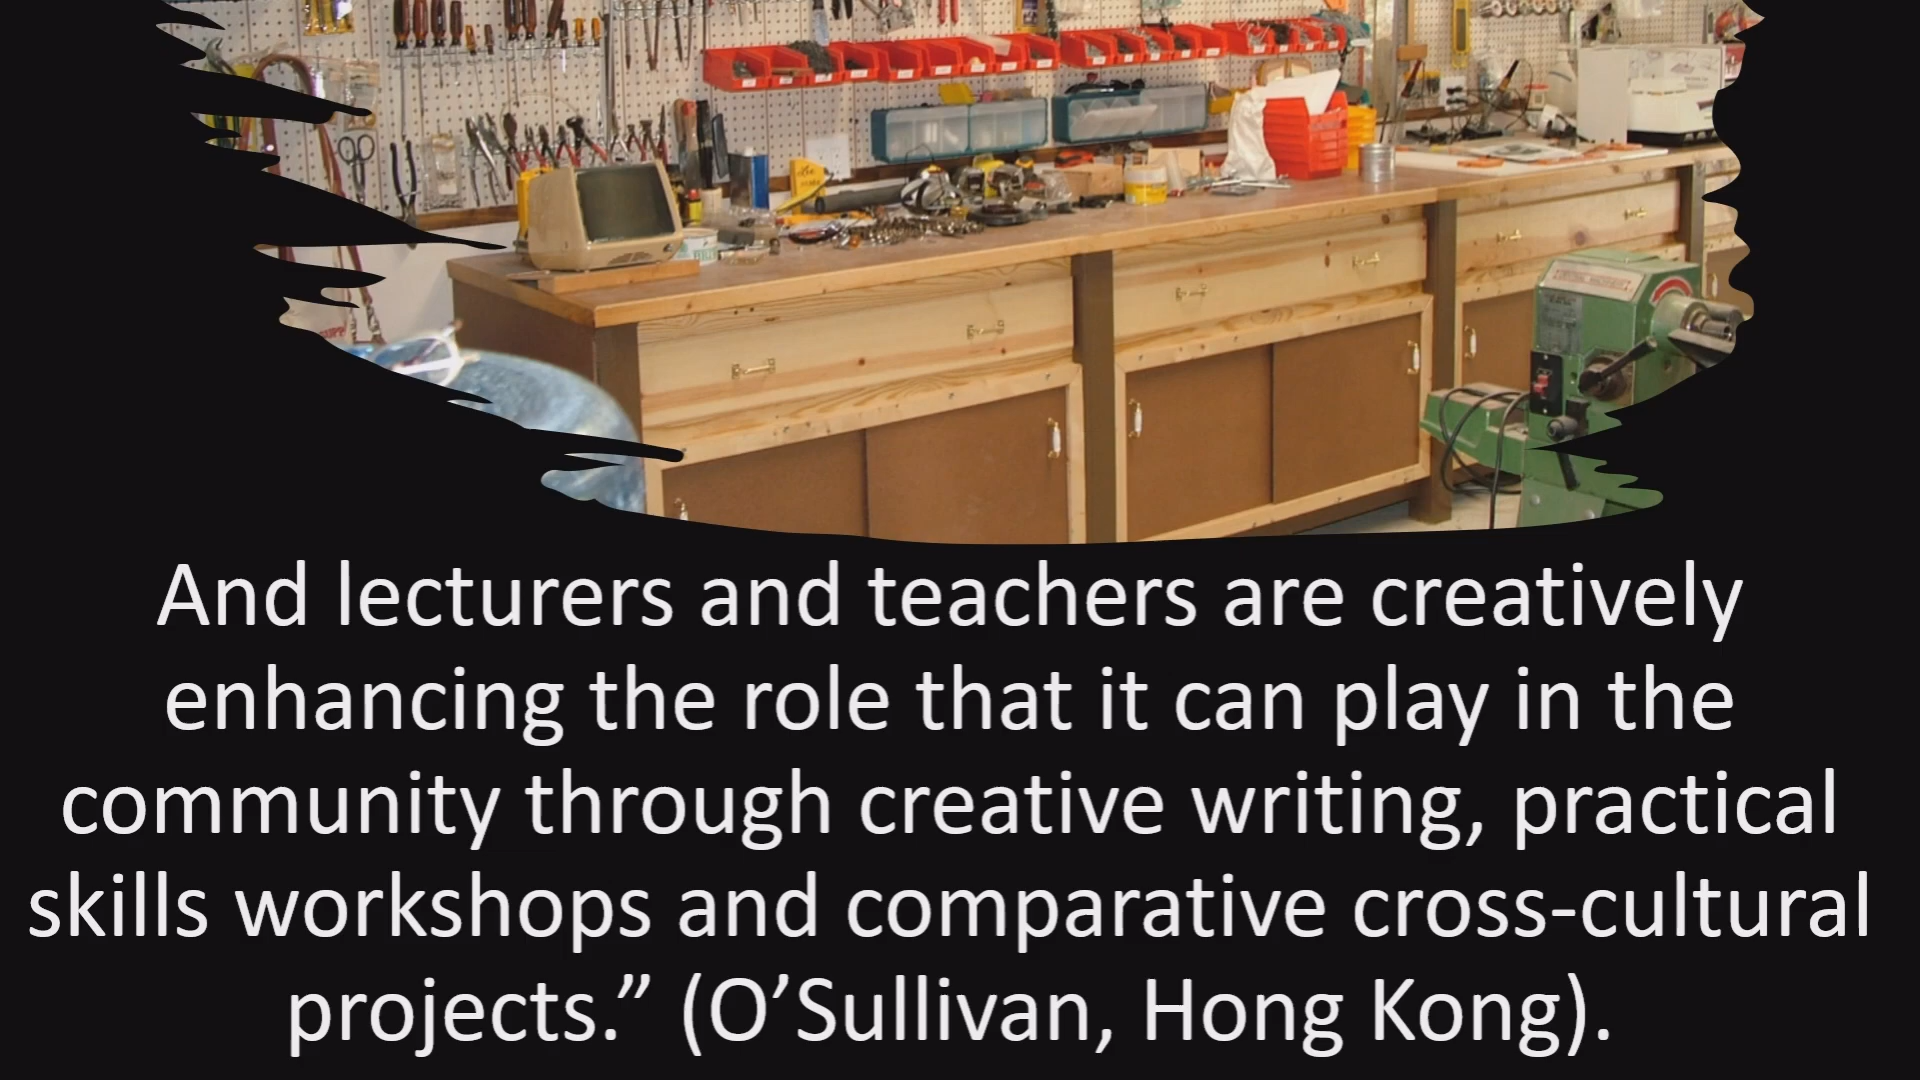 And lecturers and teachers are creatively
enhancing the role that it can play in the
community through creative writing, practical
skills workshops and comparative cross-cultural
projects.” (O’Sullivan, Hong Kong).